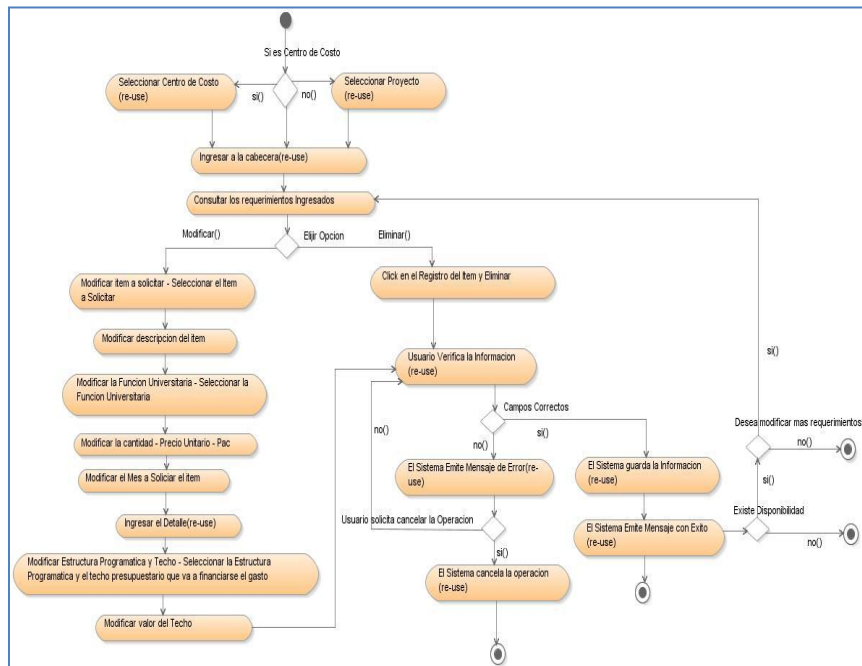 Si es Centro de Costo
Seleccionar Centro de Costo
(re-use)
si()
no()
Seleccionar Proyecto
(re-use)
Ingresar a la cabecera(re-use)
Consultar los requerimientos Ingresados
Modificar()
Elijir Opcion
Eliminar()
Modificar item a solicitar - Seleccionar el Item
a Solicitar
Click en el Registro del Item y Eliminar
Modificar descripcion del item
Usuario Verifica la Informacion
(re-use)
Modificar la Funcion Universitaria - Seleccionar la
Funcion Universitaria
Campos Correctos
no()
no()
si()
si()
Desea modificar mas requerimientos
no()
Modificar la cantidad - Precio Unitario - Pac
Modificar el Mes a Soliciar el item
El Sistema Emite Mensaje de Error(re-
use)
El Sistema guarda la Informacion
(re-use)
si()
Ingresar el Detalle(re-use)
Usuario solicita cancelar la Operacion
El Sistema Emite Mensaje con Exito
(re-use)
Existe Disponibilidad
no()
Modificar Estructura Programatica y Techo - Seleccionar la Estructura
Programatica y el techo presupuestario que va a financiarse el gasto
si()
El Sistema cancela la operacion
(re-use)
Modificar valor del Techo